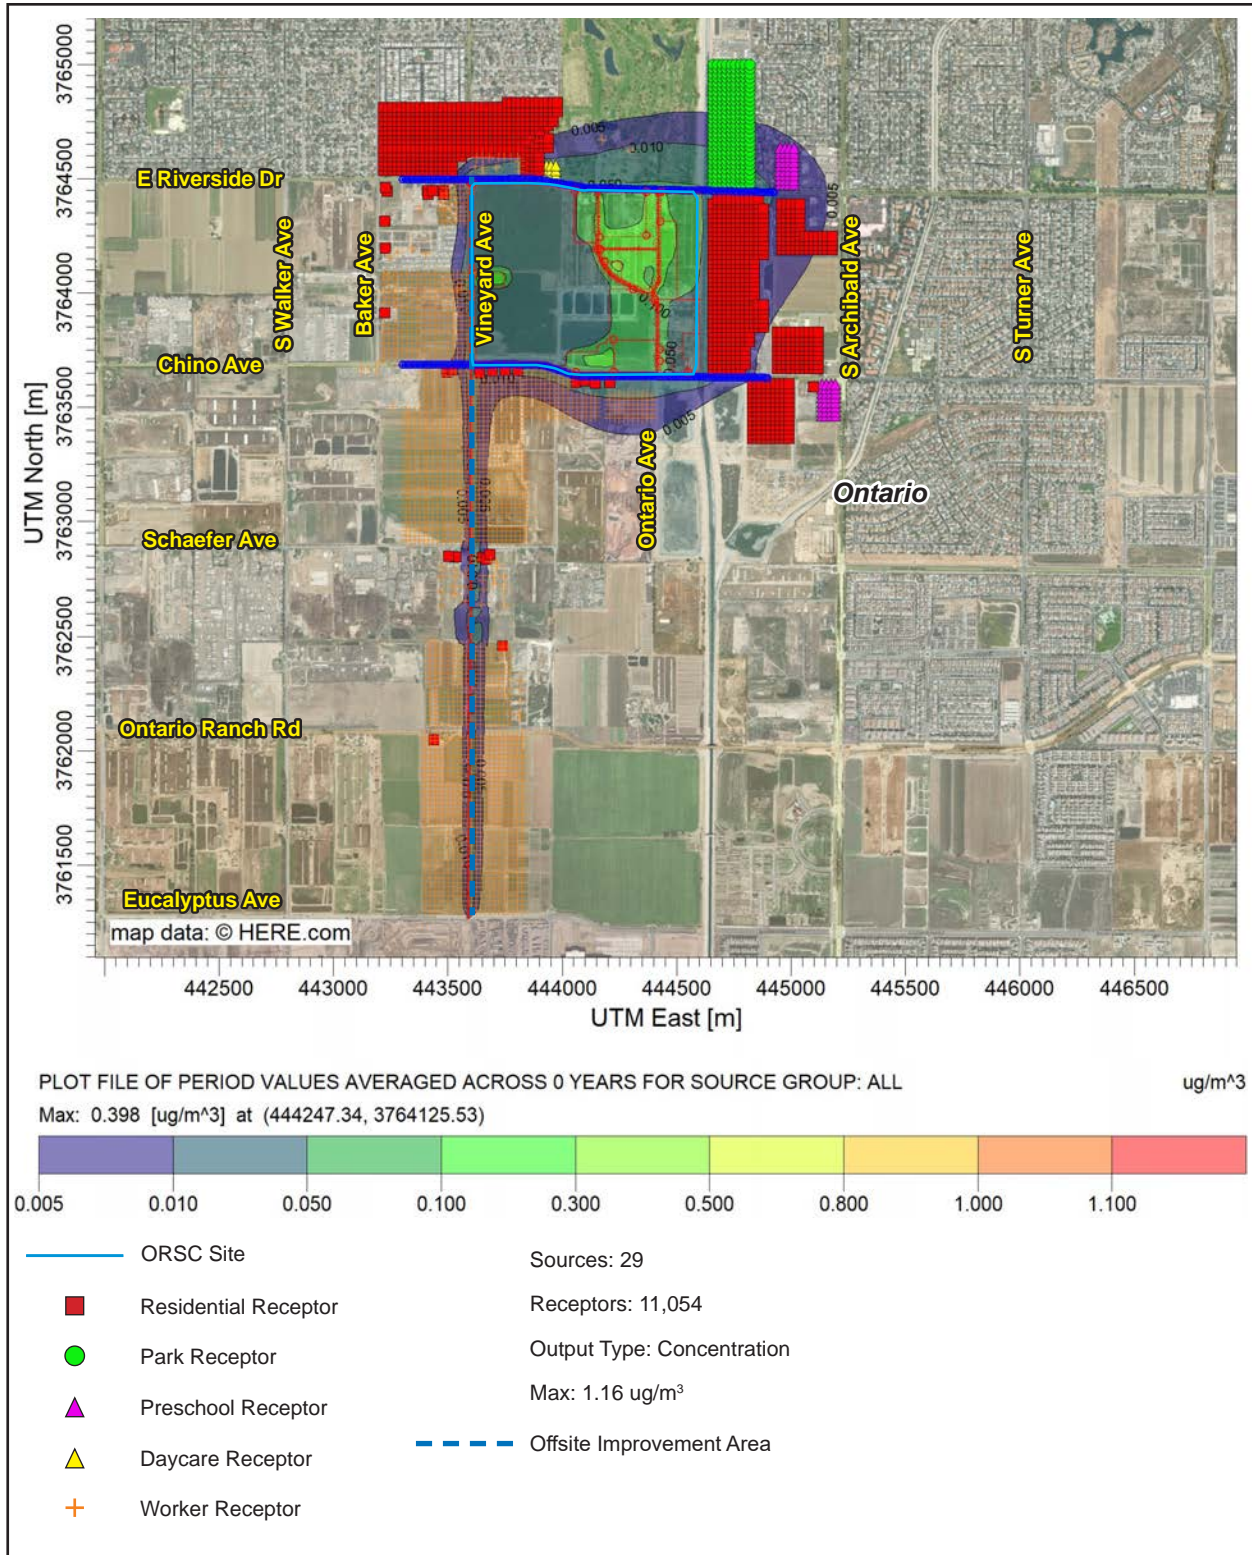 3765000
3764500
3764000
3763500
3763000
3762500
3762000
3761500
UTM North [m]
E Riverside Dr
S Walker Ave
Baker Ave
Vineyard Ave
S Archibald Ave
S Turner Ave
Chino Ave
Ontario Ave
Ontario
Schaefer Ave
Ontario Ranch Rd
Eucalyptus Ave
0.005
0.010
0.005
0.050
0.010
0.005
map data: © HERE.com
442500 443000 443500 444000 444500 445000 445500 446000 446500
UTM East [m]
PLOT FILE OF PERIOD VALUES AVERAGED ACROSS 0 YEARS FOR SOURCE GROUP: ALL ug/m^3
Max: 0.398 [ug/m^3] at (444247.34, 3764125.53)
0.005 0.010 0.050 0.100 0.300 0.500 0.800 1.000 1.100
ORSC Site
Residential Receptor
Park Receptor
Preschool Receptor
Daycare Receptor
Worker Receptor
Sources: 29
Receptors: 11,054
Output Type: Concentration
Max: 1.16 ug/m³
Offsite Improvement Area